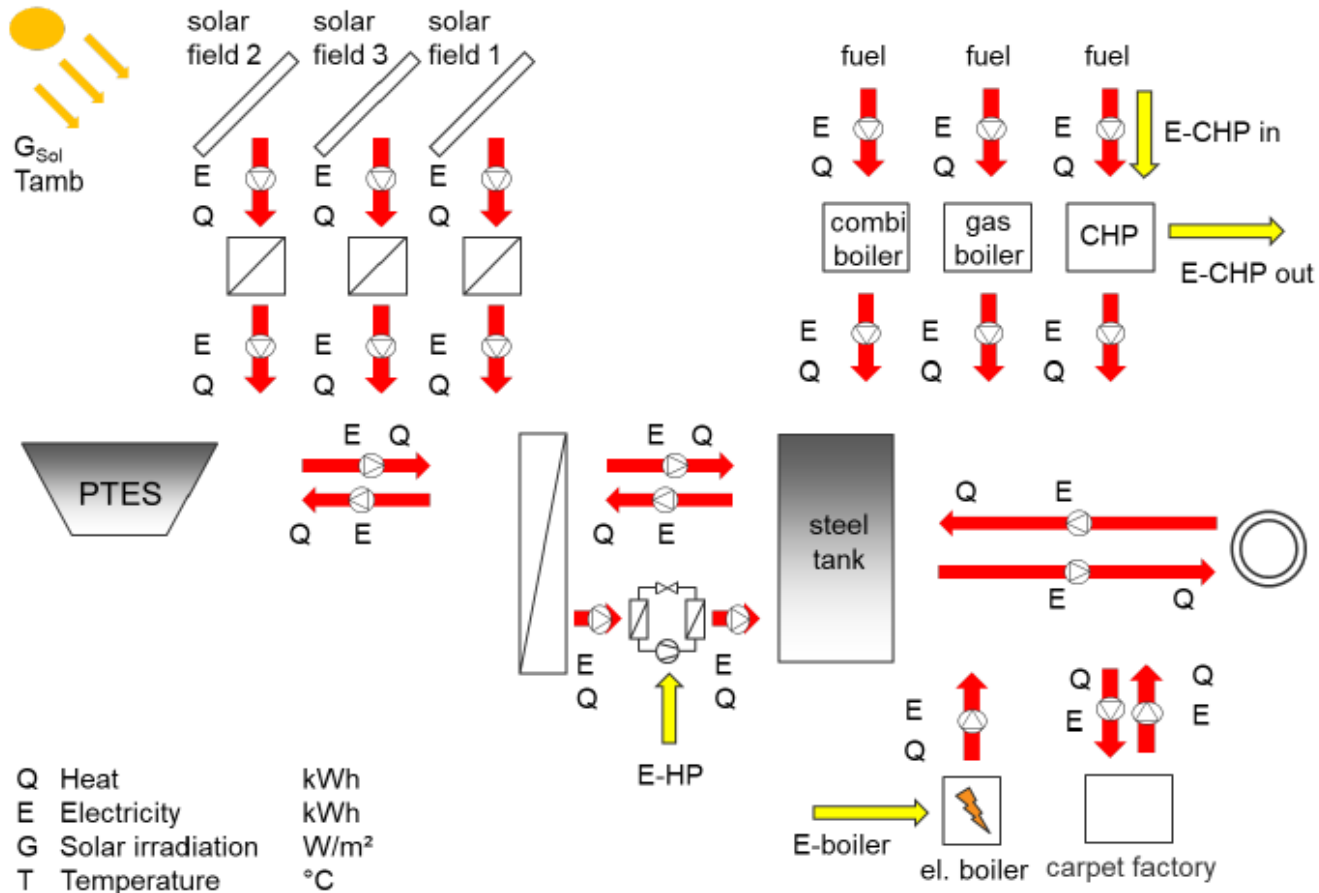 solar
field 2
solar
field 3
solar
field 1
fuel
fuel
fuel
G_Sol
Tamb
E
Q
E
Q
E
Q
E
Q
E
Q
E
Q
E-CHP in
combi
boiler
gas
boiler
CHP
E-CHP out
E
Q
E
Q
E
Q
E
Q
E
Q
E
Q
PTES
E Q
Q E
E Q
Q E
steel
tank
Q E
E Q
E
Q
E
Q
E-HP
E
Q
Q
E
Q
E
E-boiler
el. boiler
carpet factory
Q Heat kWh
E Electricity kWh
G Solar irradiation W/m²
T Temperature °C